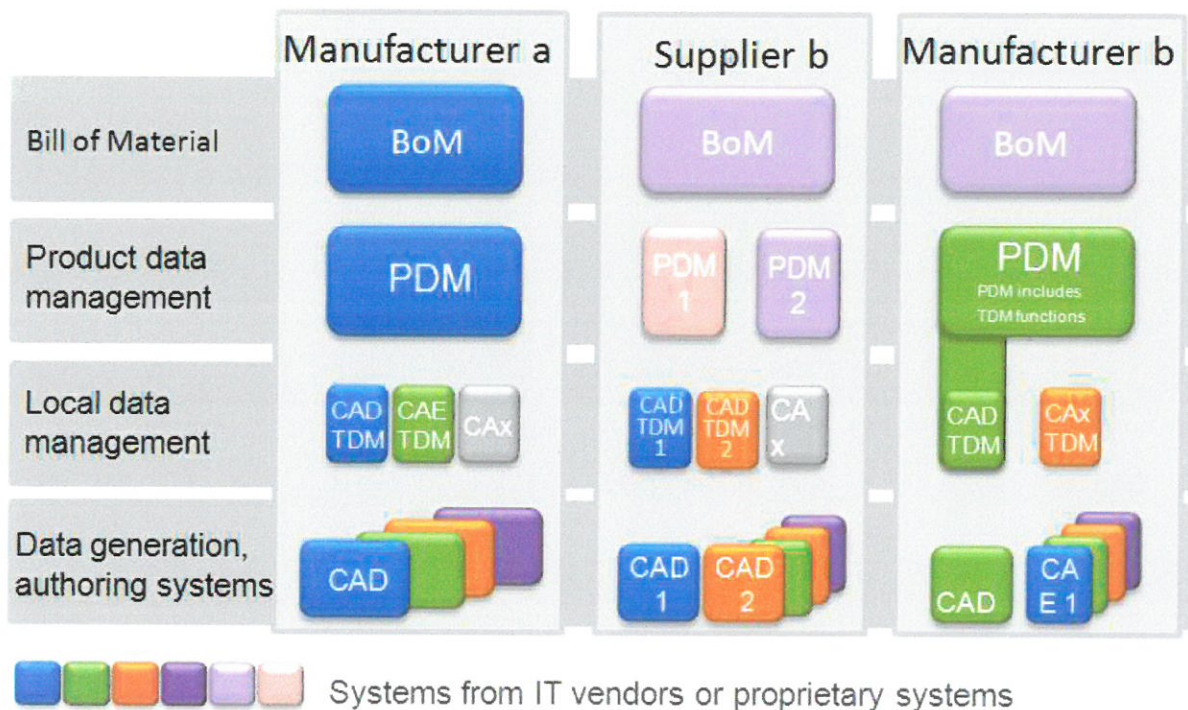 Manufacturer a
Supplier b
Manufacturer b
Bill of Material
BoM
BoM
BoM
Product data
management
PDM
PDM
1
PDM
2
PDM
PDM includes
TDM functions
Local data
management
CAD
TDM
CAE
TDM
CAx
CAD
TDM
1
CAD
TDM
2
CA
x
CAD
TDM
CAx
TDM
Data generation,
authoring systems
CAD
CAD
1
CAD
2
CAD
CA
E 1
Systems from IT vendors or proprietary systems